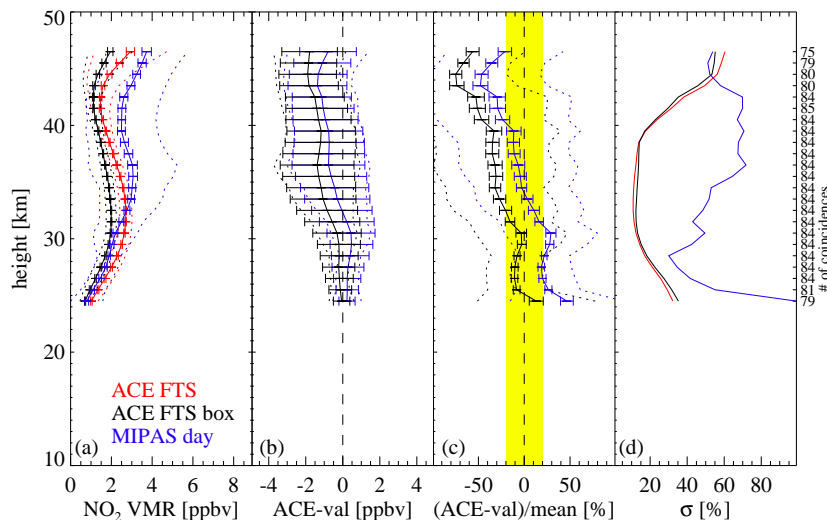 50
40
30
20
10
height [km]
ACE FTS
ACE FTS box
MIPAS day
(a)
(b)
(c)
(d)
0 2 4 6 8
-4 -2 0 2 4
-50 0 50
20 40 60 80
NO2 VMR [ppbv]
ACE-val [ppbv]
(ACE-val)/mean [%]
σ [%]
75
79
80
80
84
85
84
84
84
84
84
84
84
84
84
84
84
84
81
79
# of coincidences